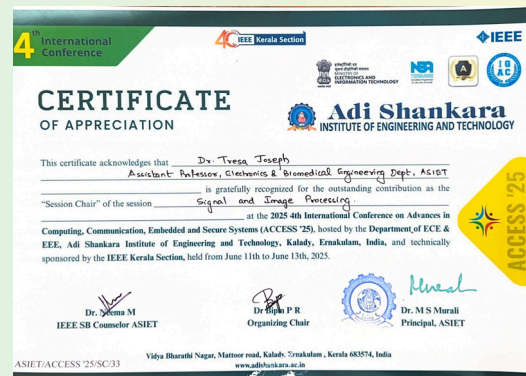 4th International
Conference
40 IEEE Kerala Section
IEEE
MINISTRY OF
ELECTRONICS AND
INFORMATION TECHNOLOGY
CERTIFICATE
OF APPRECIATION
Adi Shankara
INSTITUTE OF ENGINEERING AND TECHNOLOGY
This certificate acknowledges that Dr. Tresa Joseph
Assistant Professor, Electronics & Biomedical Engineering Dept, ASIET
is gratefully recognized for the outstanding contribution as the
“Session Chair” of the session Signal and Image Processing.
at the 2025 4th International Conference on Advances in
Computing, Communication, Embedded and Secure Systems (ACCESS '25), hosted by the Department of ECE &
EEE, Adi Shankara Institute of Engineering and Technology, Kalady, Ernakulam, India, and technically
sponsored by the IEEE Kerala Section, held from June 11th to June 13th, 2025.
ACCESS '25
Dr. Neema M
IEEE SB Counselor ASIET
P R
Organizing Chair
Dr. M S Murali
Principal, ASIET
Vidya Bharathi Nagar, Mattoor road, Kalady, Ernakulam , Kerala 683574, India
www.adishankara.ac.in
ASIET/ACCESS '25/SC/33